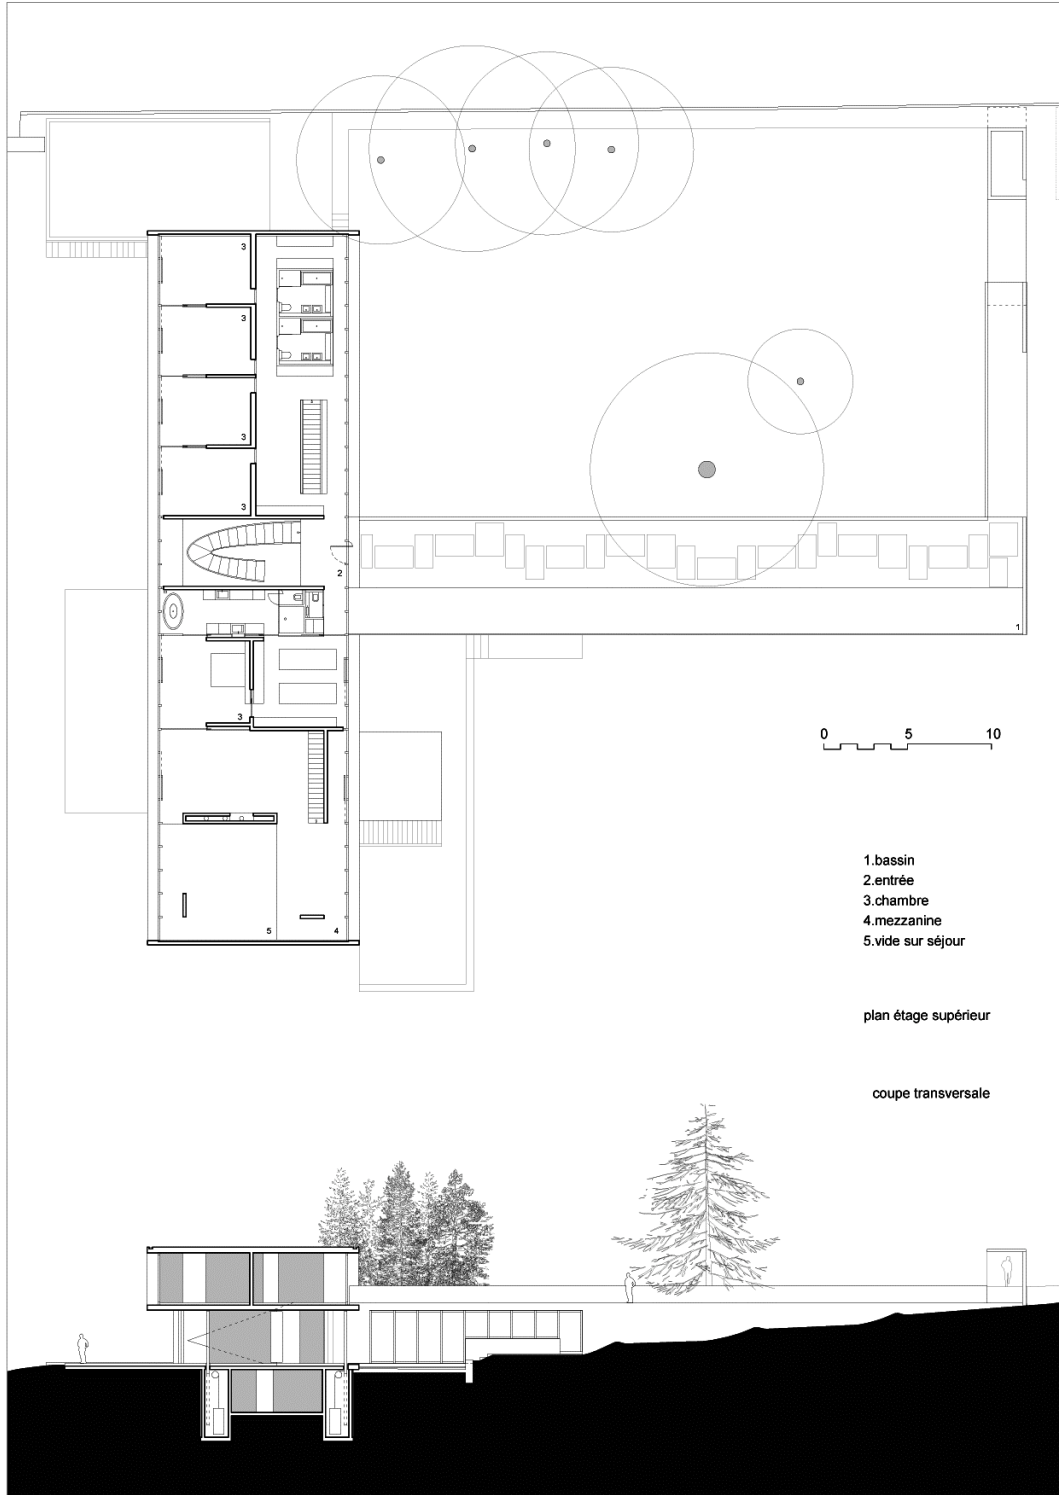 3
3
3
3
2
1
3
0 5 10
5 4
1.bassin
2.entrée
3.chambre
4.mezzanine
5.vide sur séjour
plan étage supérieur
coupe transversale